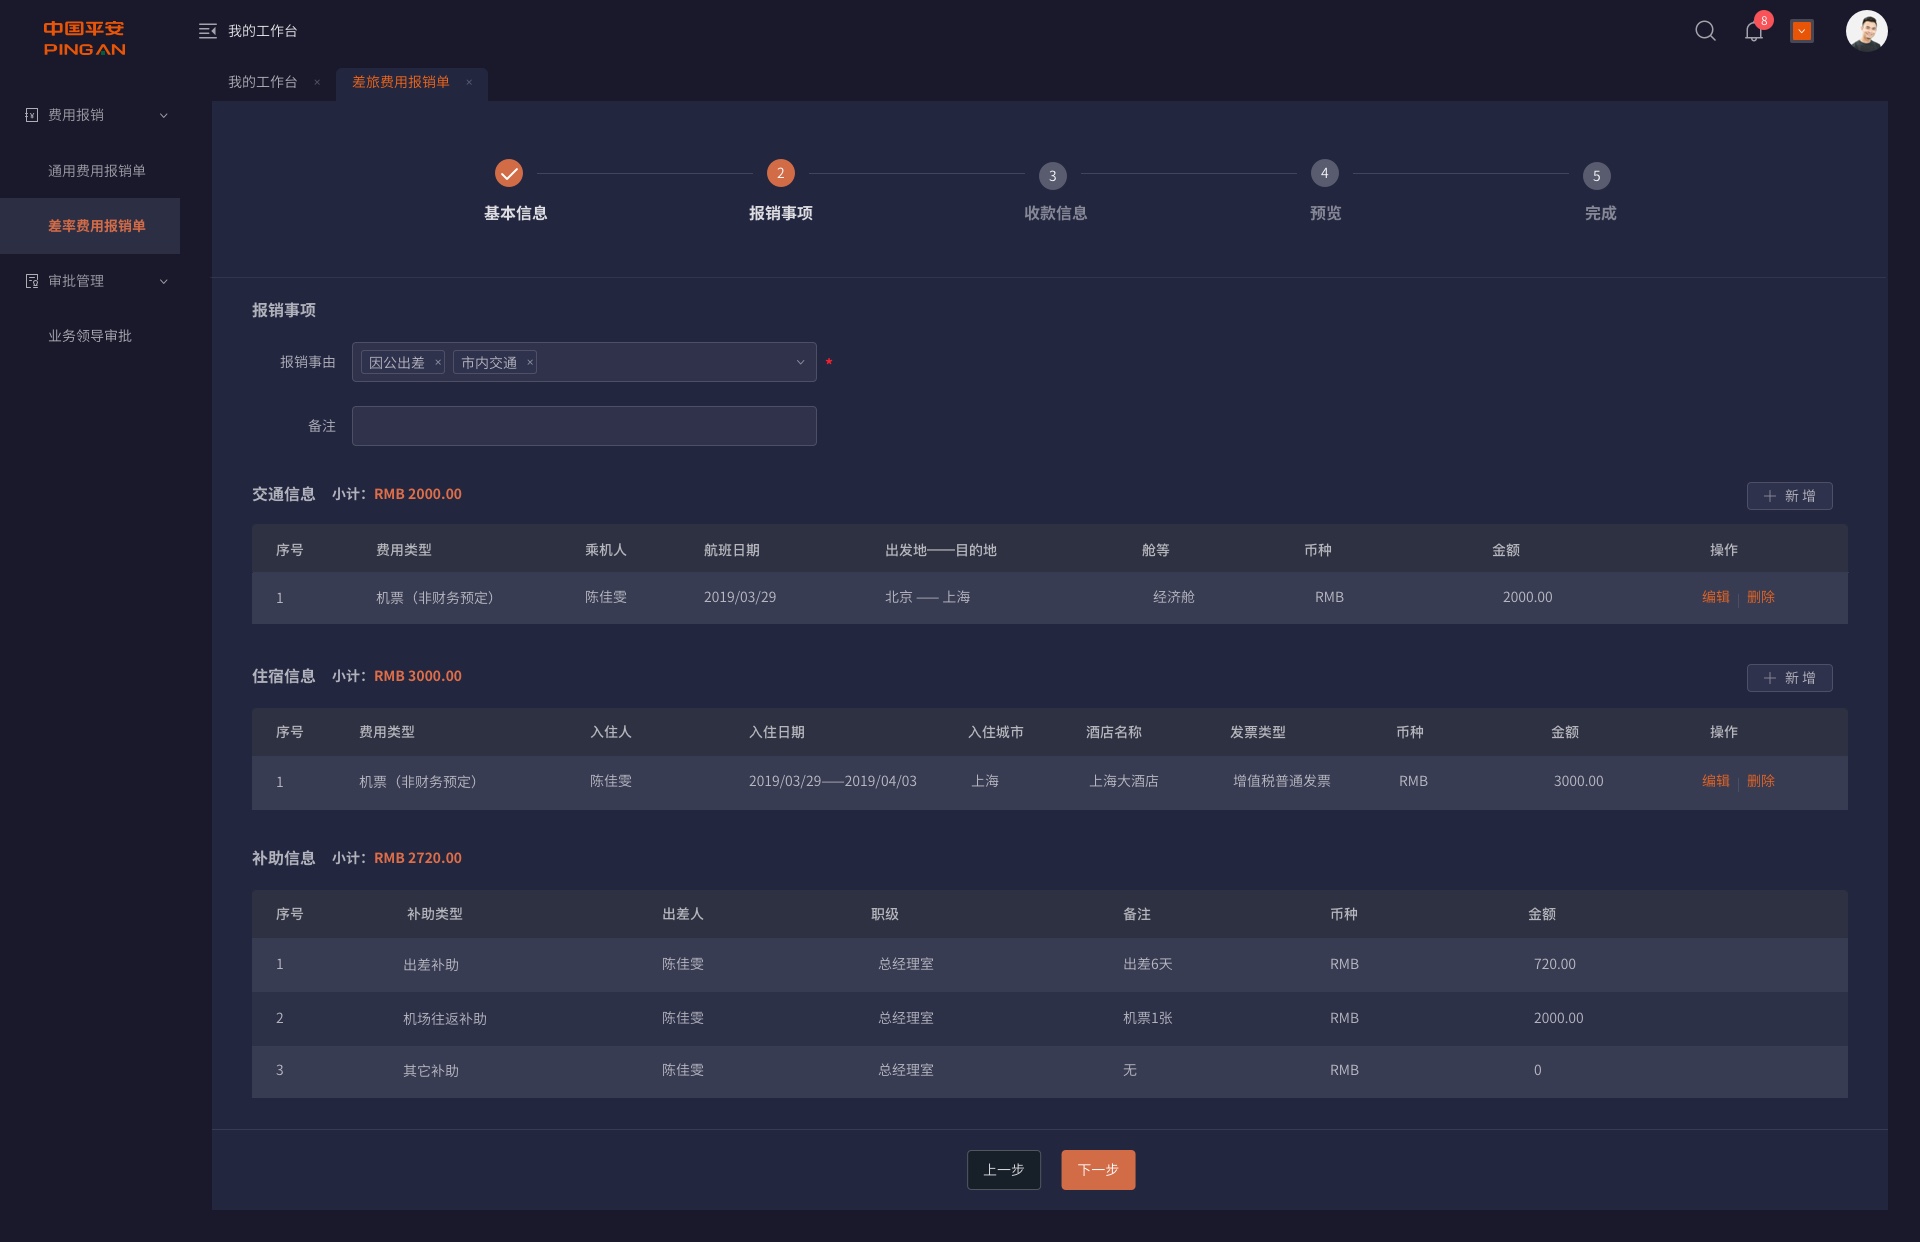 中国平安
PING AN
我的工作台
8
我的工作台 ×
差旅费用报销单 ×
费用报销
通用费用报销单
差率费用报销单
审批管理
业务领导审批
2 3 4 5
基本信息 报销事项 收款信息 预览 完成
报销事项
报销事由 因公出差 × 市内交通 × *
备注
交通信息 小计：RMB 2000.00 新 增
序号 费用类型 乘机人 航班日期 出发地——目的地 舱等 币种 金额 操作
1 机票（非财务预定） 陈佳雯 2019/03/29 北京 —— 上海 经济舱 RMB 2000.00 编辑 | 删除
住宿信息 小计：RMB 3000.00 新 增
序号 费用类型 入住人 入住日期 入住城市 酒店名称 发票类型 币种 金额 操作
1 机票（非财务预定） 陈佳雯 2019/03/29——2019/04/03 上海 上海大酒店 增值税普通发票 RMB 3000.00 编辑 | 删除
补助信息 小计：RMB 2720.00
序号 补助类型 出差人 职级 备注 币种 金额
1 出差补助 陈佳雯 总经理室 出差6天 RMB 720.00
2 机场往返补助 陈佳雯 总经理室 机票1张 RMB 2000.00
3 其它补助 陈佳雯 总经理室 无 RMB 0
上一步 下一步